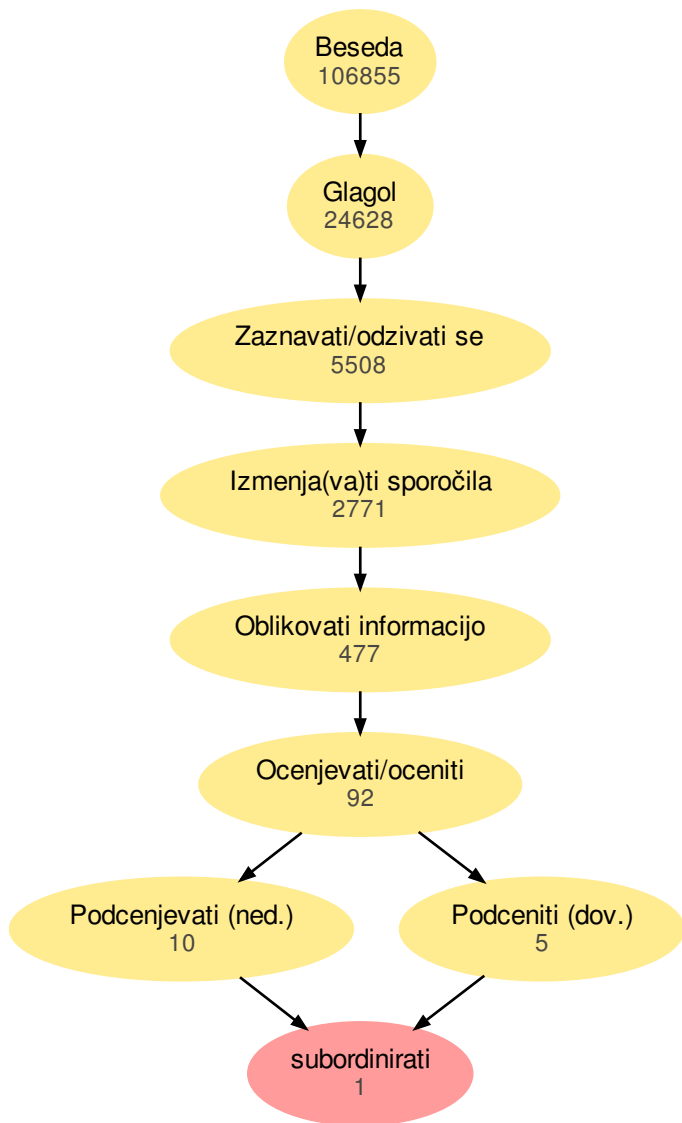 Beseda
106855
Glagol
24628
Zaznavati/odzivati se
5508
Izmenja(va)ti sporočila
2771
Oblikovati informacijo
477
Ocenjevati/oceniti
92
Podcenjevati (ned.)
10
Podceniti (dov.)
5
subordinirati
1